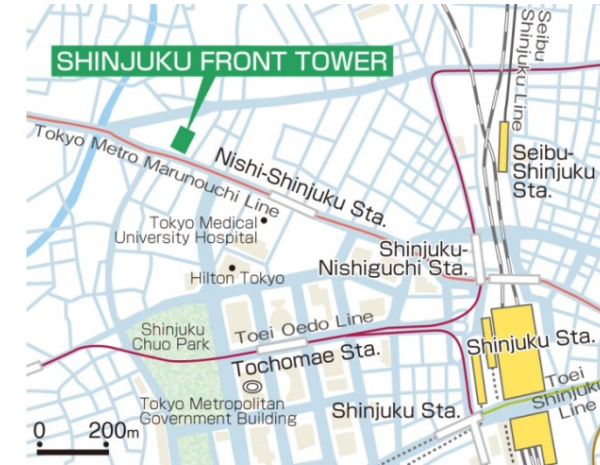 SHINJUKU FRONT TOWER
Seibu
Shinjuku Line
Tokyo Metro Marunouchi Line
Nishi-Shinjuku Sta.
Seibu-
Shinjuku
Sta.
Tokyo Medical
University Hospital
Shinjuku-
Nishiguchi Sta.
Hilton Tokyo
Shinjuku
Chuo Park
Toei Oedo Line
Tochomae Sta.
Shinjuku Sta.
Tokyo Metropolitan
Government Building
Shinjuku Sta.
Toei
Shinjuku
Line
0 200m